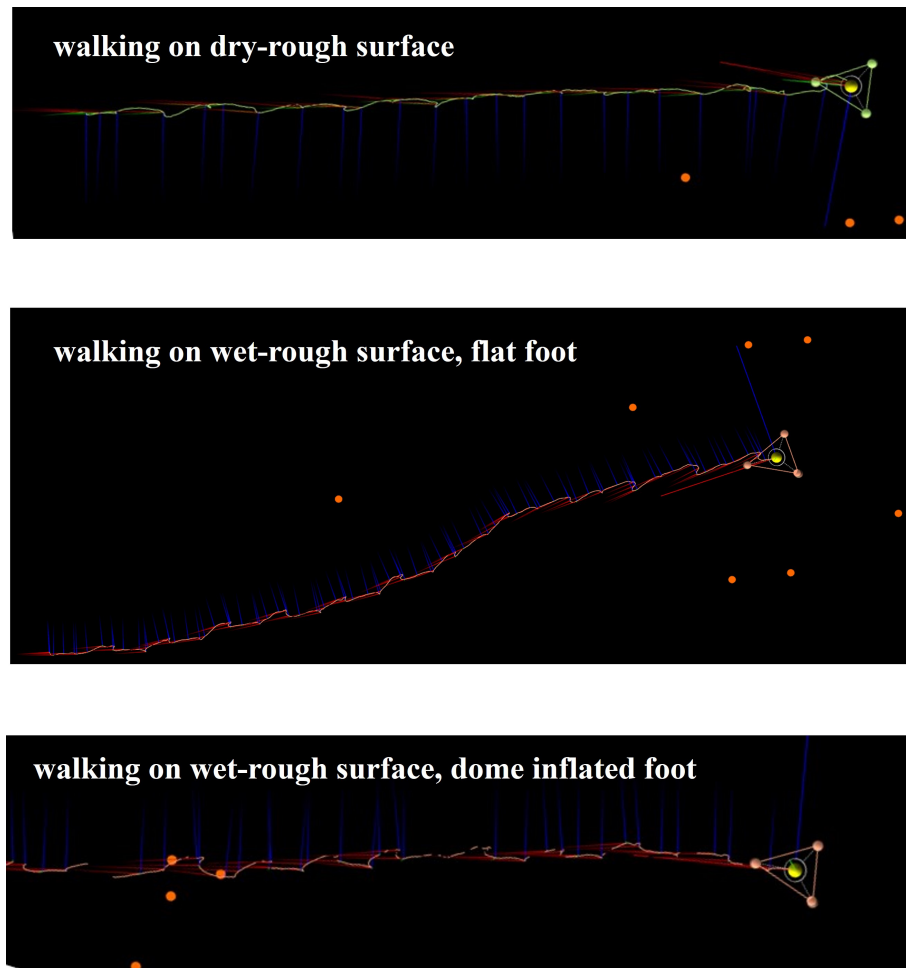 walking on dry-rough surface
walking on wet-rough surface, flat foot
walking on wet-rough surface, dome inflated foot